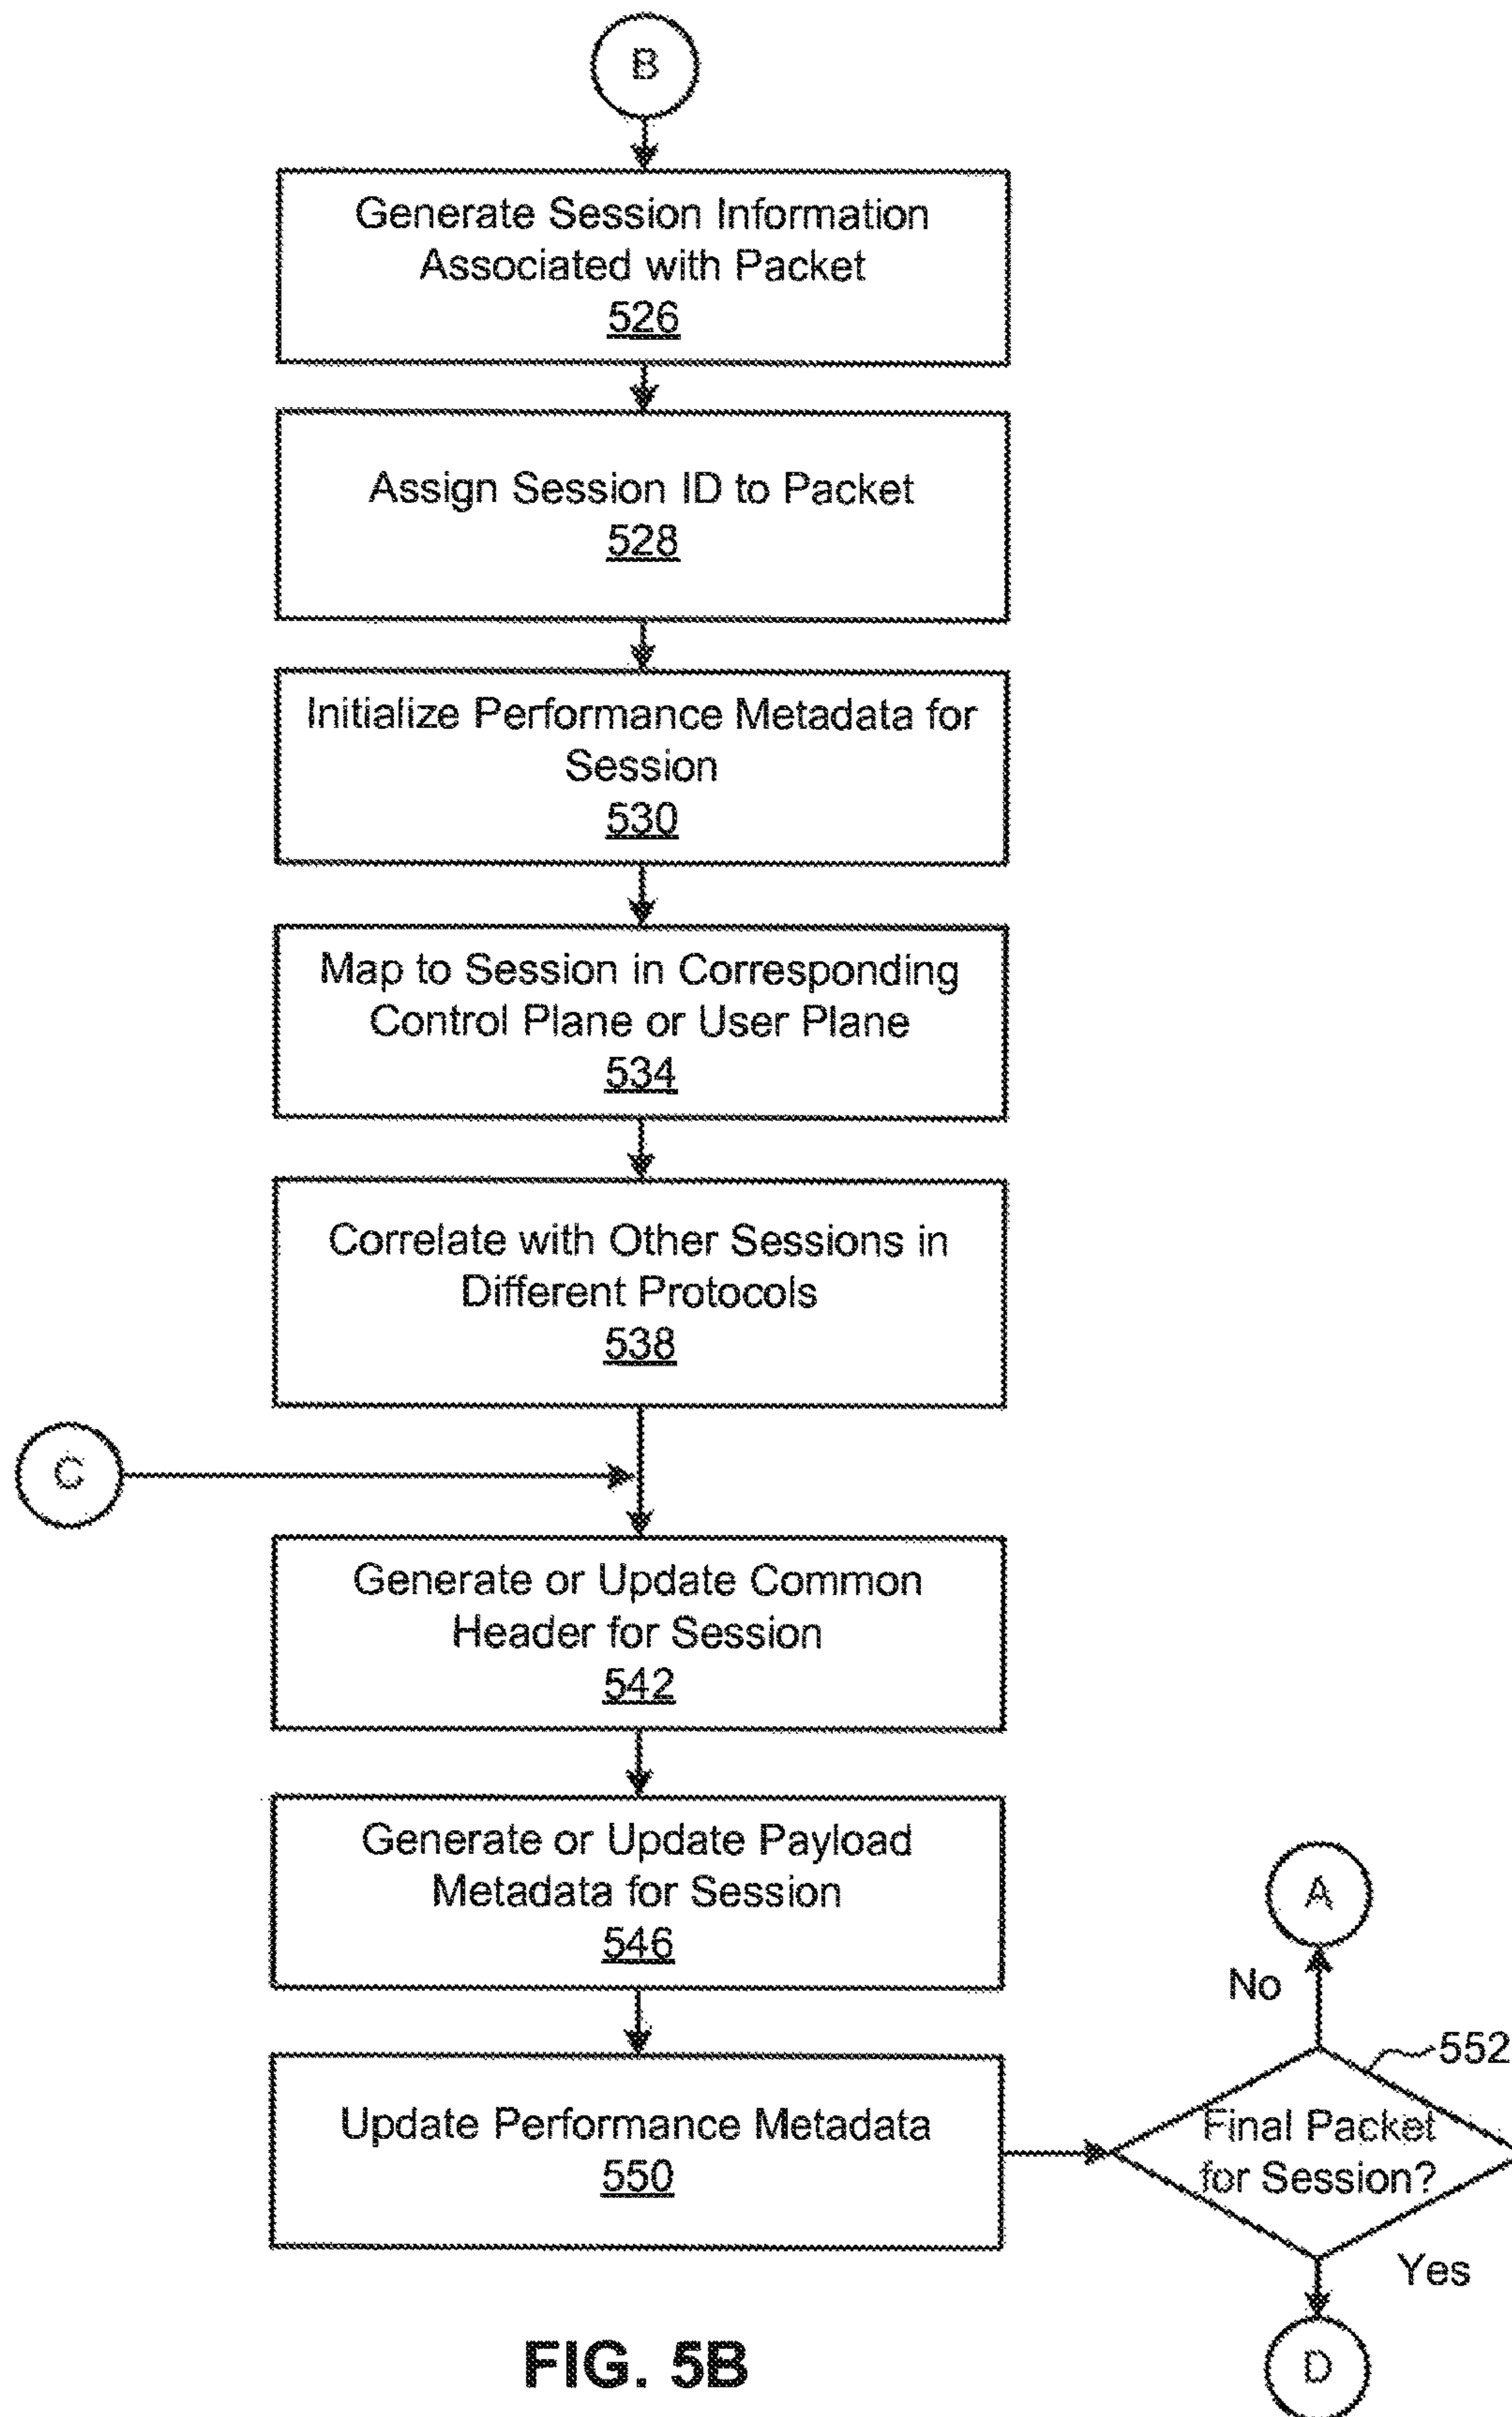 B
Generate Session Information
Associated with Packet
526
Assign Session ID to Packet
528
Initialize Performance Metadata for
Session
530
Map to Session in Corresponding
Control Plane or User Plane
534
Correlate with Other Sessions in
Different Protocols
538
C
Generate or Update Common
Header for Session
542
Generate or Update Payload
Metadata for Session
546
A
No
552
Update Performance Metadata
550
Final Packet
for Session?
Yes
D
FIG. 5B